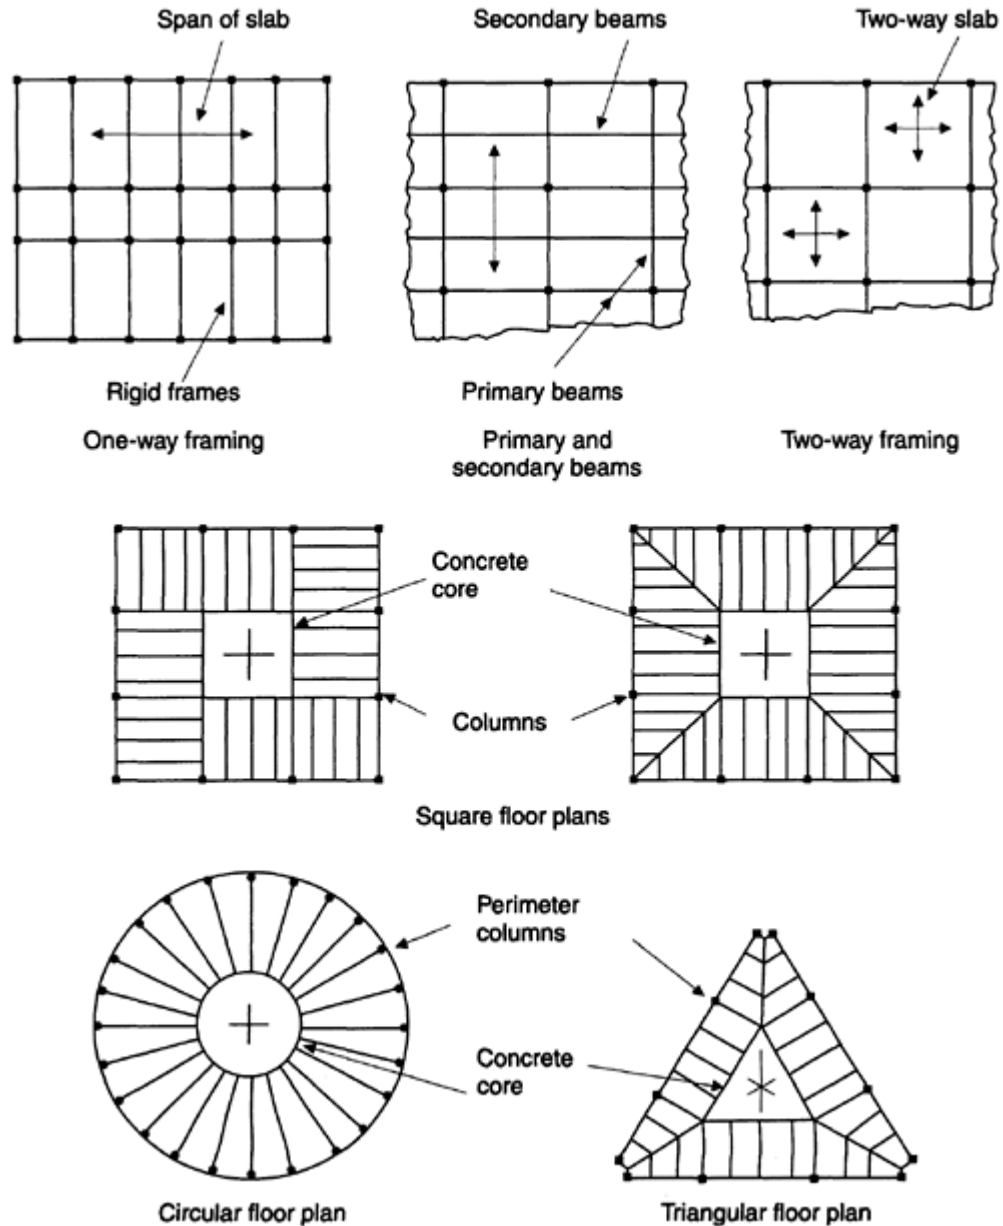 Span of slab
Secondary beams
Two-way slab
Rigid frames
Primary beams
One-way framing
Primary and
secondary beams
Two-way framing
Concrete
core
Columns
Square floor plans
Perimeter
columns
Concrete
core
Circular floor plan
Triangular floor plan